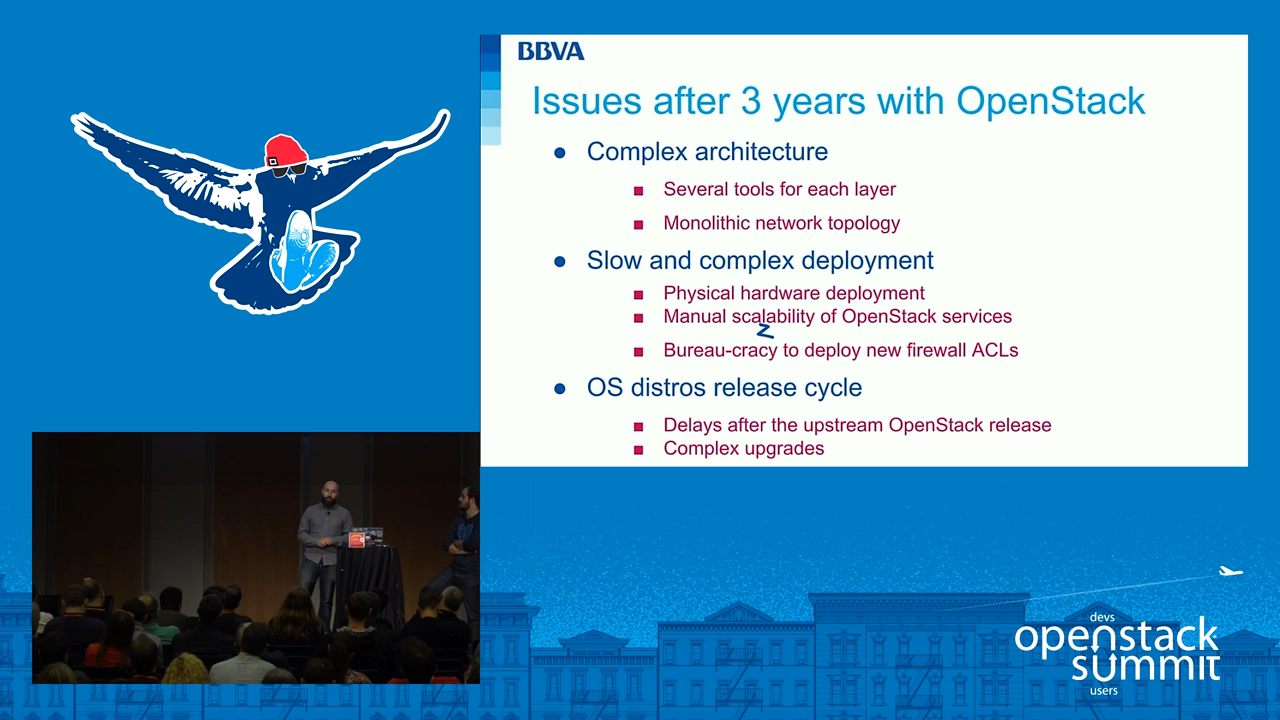 BBVA
Issues after 3 years with OpenStack
● Complex architecture
■ Several tools for each layer
■ Monolithic network topology
● Slow and complex deployment
■ Physical hardware deployment
■ Manual scalability of OpenStack services
z
■ Bureau-cracy to deploy new firewall ACLs
● OS distros release cycle
■ Delays after the upstream OpenStack release
■ Complex upgrades
devs
openstack
summit
users